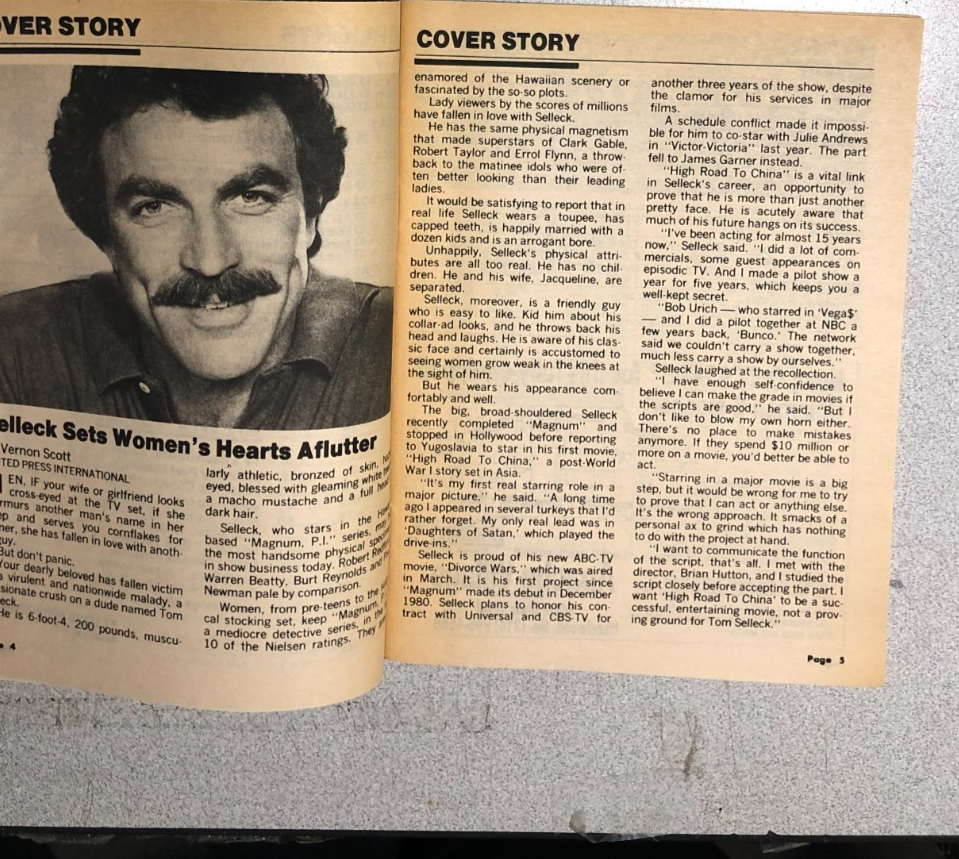 OVER STORY
elleck Sets Women's Hearts Aflutter
Vernon Scott
TED PRESS INTERNATIONAL
EN, IF your wife or girlfriend looks
cross-eyed at the TV set, if she
rmurs another man's name in her
ep and serves you cornflakes for
ner, she has fallen in love with anoth-
guy.
But don't panic.
Your dearly beloved has fallen victim
a virulent and nationwide malady, a
sionate crush on a dude named Tom
eck.
He is 6-foot-4, 200 pounds, muscu-
4
larly athletic, bronzed of skin,
eyed, blessed with gleaming white
a macho mustache and a full head
dark hair.
Selleck, who stars in the
based "Magnum, P.I." series, may
the most handsome physical
in show business today. Robert
Warren Beatty, Burt Reynolds and
Newman pale by comparison.
Women, from pre-teens to the
cal stocking set, keep "Magnum,
a mediocre detective series, in the
10 of the Nielsen ratings. They
COVER STORY
enamored of the Hawaiian scenery or
fascinated by the so-so plots.
Lady viewers by the scores of millions
have fallen in love with Selleck.
He has the same physical magnetism
that made superstars of Clark Gable,
Robert Taylor and Errol Flynn, a throw-
back to the matinee idols who were of-
ten better looking than their leading
ladies.
It would be satisfying to report that in
real life Selleck wears a toupee, has
capped teeth, is happily married with a
dozen kids and is an arrogant bore.
Unhappily, Selleck's physical attri-
butes are all too real. He has no chil-
dren. He and his wife, Jacqueline, are
separated.
Selleck, moreover, is a friendly guy
who is easy to like. Kid him about his
collar-ad looks, and he throws back his
head and laughs. He is aware of his clas-
sic face and certainly is accustomed to
seeing women grow weak in the knees at
the sight of him.
But he wears his appearance com-
fortably and well.
The big, broad-shouldered Selleck
recently completed "Magnum" and
stopped in Hollywood before reporting
to Yugoslavia to star in his first movie,
"High Road To China," a post-World
War I story set in Asia.
"It's my first real starring role in a
major picture," he said. "A long time
ago I appeared in several turkeys that I'd
rather forget. My only real lead was in
'Daughters of Satan,' which played the
drive-ins."
Selleck is proud of his new ABC-TV
movie, "Divorce Wars," which was aired
in March. It is his first project since
"Magnum" made its debut in December
1980. Selleck plans to honor his con-
tract with Universal and CBS-TV for
another three years of the show, despite
the clamor for his services in major
films.
A schedule conflict made it impossi-
ble for him to co-star with Julie Andrews
in "Victor-Victoria" last year. The part
fell to James Garner instead.
"High Road To China" is a vital link
in Selleck's career, an opportunity to
prove that he is more than just another
pretty face. He is acutely aware that
much of his future hangs on its success.
"I've been acting for almost 15 years
now," Selleck said. "I did a lot of com-
mercials, some guest appearances on
episodic TV. And I made a pilot show a
year for five years, which keeps you a
well-kept secret.
"Bob Urich — who starred in 'Vega$'
— and I did a pilot together at NBC a
few years back, 'Bunco.' The network
said we couldn't carry a show together,
much less carry a show by ourselves."
Selleck laughed at the recollection.
"I have enough self-confidence to
believe I can make the grade in movies if
the scripts are good," he said. "But I
don't like to blow my own horn either.
There's no place to make mistakes
anymore. If they spend $10 million or
more on a movie, you'd better be able to
act.
"Starring in a major movie is a big
step, but it would be wrong for me to try
to prove that I can act or anything else.
It's the wrong approach. It smacks of a
personal ax to grind which has nothing
to do with the project at hand.
"I want to communicate the function
of the script, that's all. I met with the
director, Brian Hutton, and I studied the
script closely before accepting the part. I
want 'High Road To China' to be a suc-
cessful, entertaining movie, not a prov-
ing ground for Tom Selleck."
Page 5